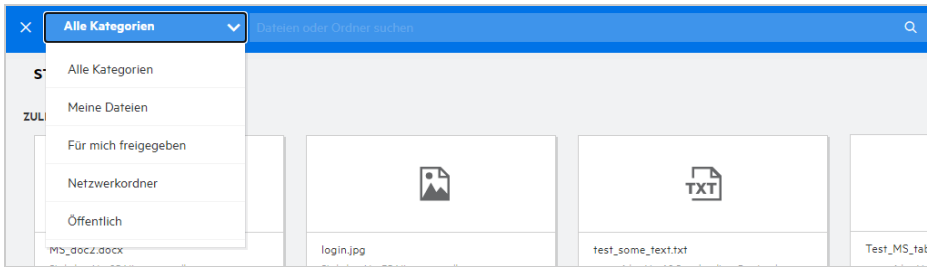 Alle Kategorien
Dateien oder Ordner suchen
Alle Kategorien
Meine Dateien
Für mich freigegeben
Netzwerkordner
Öffentlich
TXT
MS_doc2.docx
login.jpg
test_some_text.txt
Test_MS_tab